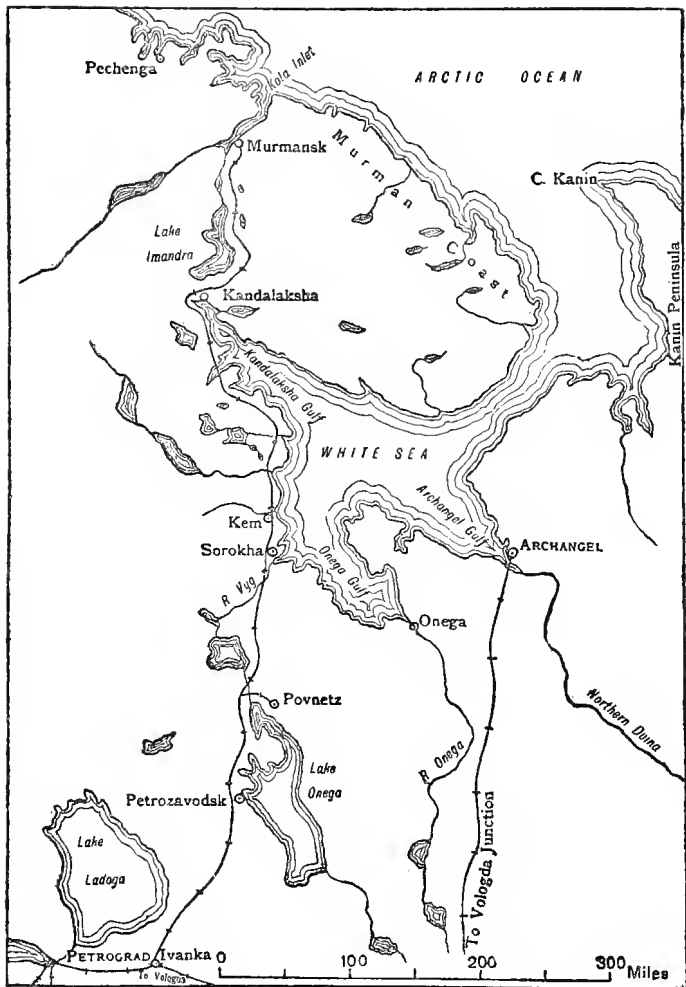 Pechenga
Kola Inlet
ARCTIC OCEAN
Murmansk
Murman Coast
C. Kanin
Lake
Imandra
Kanin Peninsula
Kandalaksha
Kandalaksha Gulf
WHITE SEA
Archangel Gulf
Kem
Sorokha
ARCHANGEL
R Vyg
Onega Gulf
Onega
Povnetz
Northern Duina
R Onega
Lake
Onega
Petrozavodsk
To Vologda Junction
Lake
Ladoga
PETROGRAD
Ivanka
To Vologda
0 100 200 300 Miles